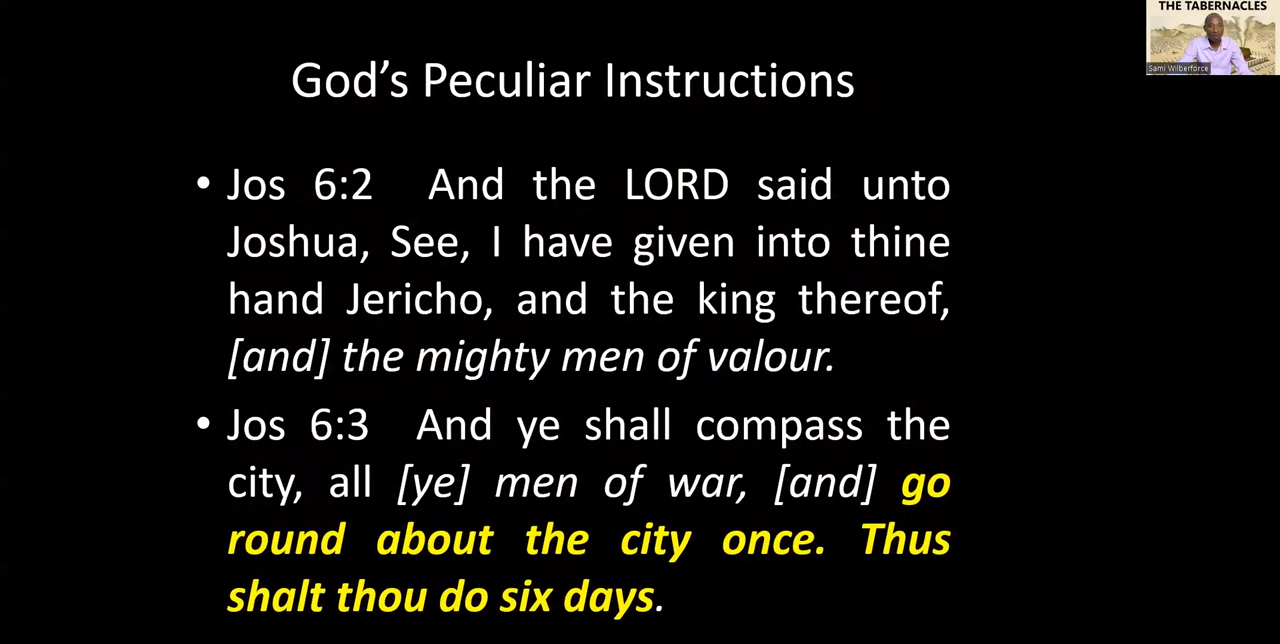 THE TABERNACLES
Sami Wilberforce
God's Peculiar Instructions
• Jos 6:2 And the LORD said unto
Joshua, See, I have given into thine
hand Jericho, and the king thereof,
[and] the mighty men of valour.
• Jos 6:3 And ye shall compass the
city, all [ye] men of war, [and] go
round about the city once. Thus
shalt thou do six days.